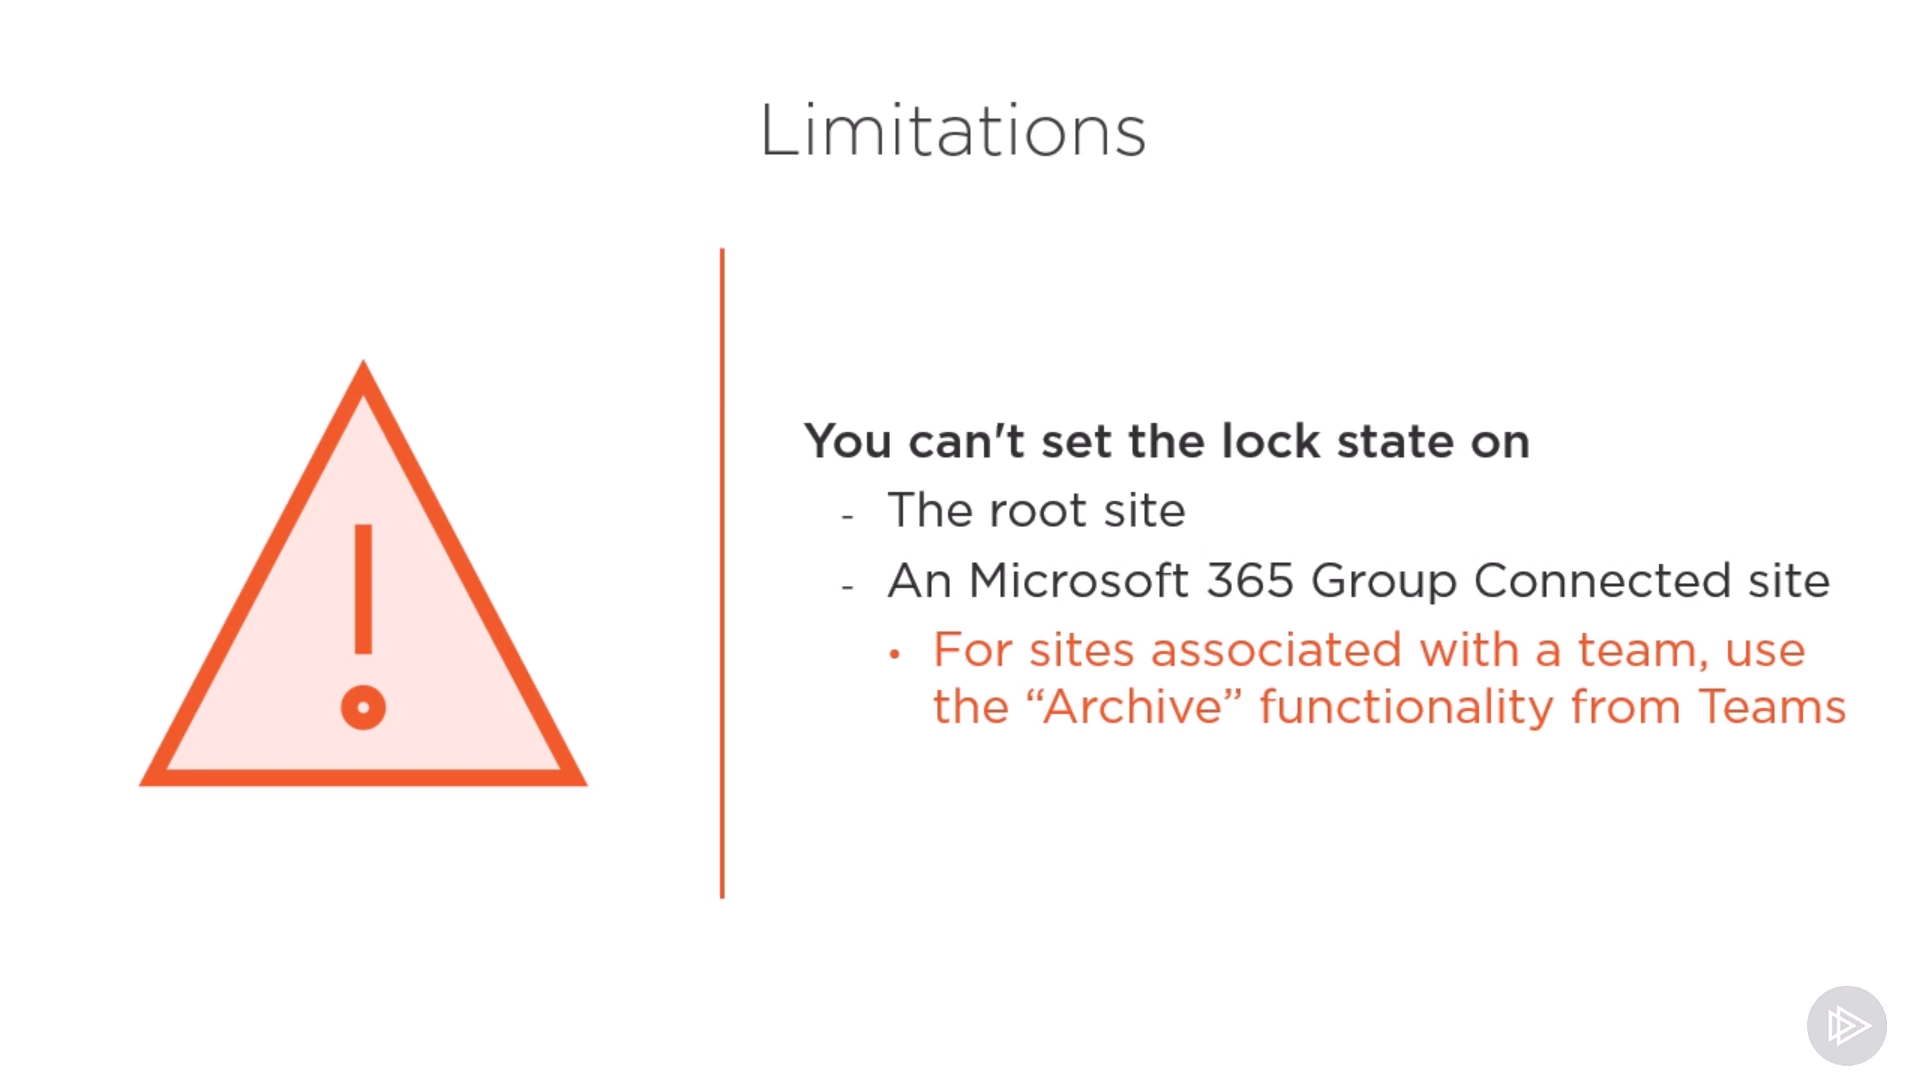 Limitations
You can't set the lock state on
- The root site
- An Microsoft 365 Group Connected site
• For sites associated with a team, use
the “Archive” functionality from Teams